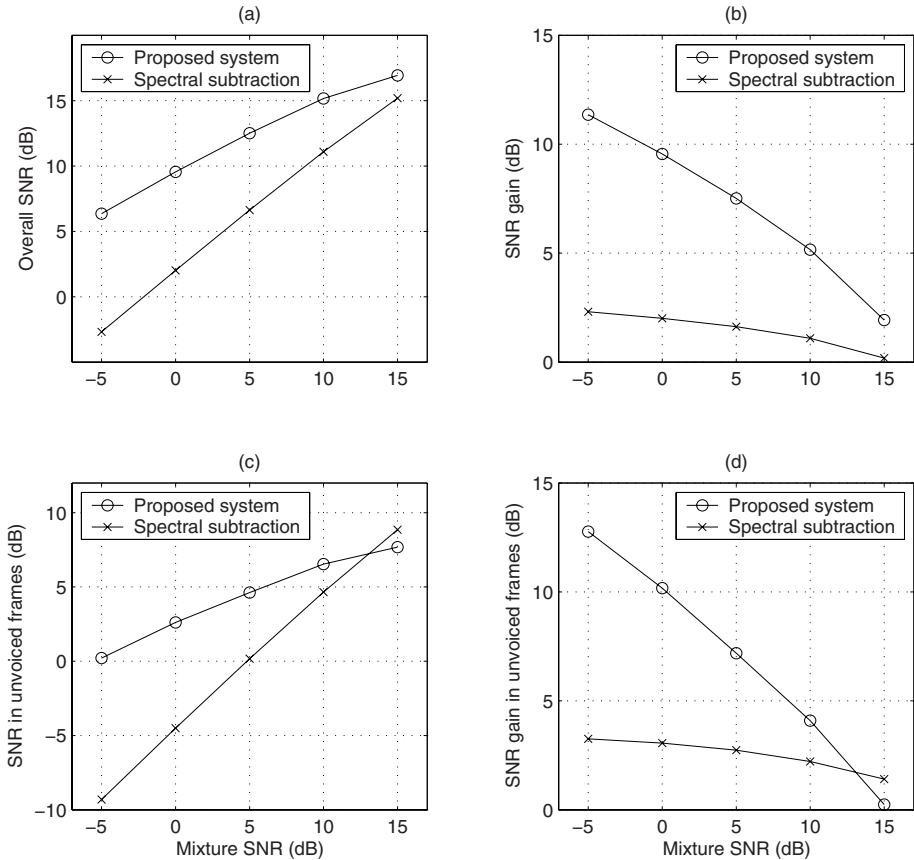 (a)
Proposed system
Spectral subtraction
Overall SNR (dB)
15
10
5
0
−5 0 5 10 15
(b)
Proposed system
Spectral subtraction
SNR gain (dB)
15
10
5
0
−5 0 5 10 15
(c)
Proposed system
Spectral subtraction
SNR in unvoiced frames (dB)
10
5
0
−5
−10
−5 0 5 10 15
Mixture SNR (dB)
(d)
Proposed system
Spectral subtraction
SNR gain in unvoiced frames (dB)
15
10
5
0
−5 0 5 10 15
Mixture SNR (dB)